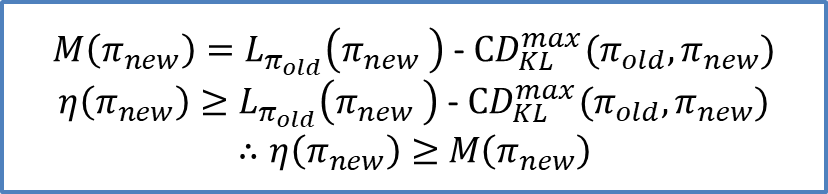 M(π_new) = L_π_old(π_new) - CD_KL^max(π_old, π_new)
η(π_new) ≥ L_π_old(π_new) - CD_KL^max(π_old, π_new)
∴ η(π_new) ≥ M(π_new)